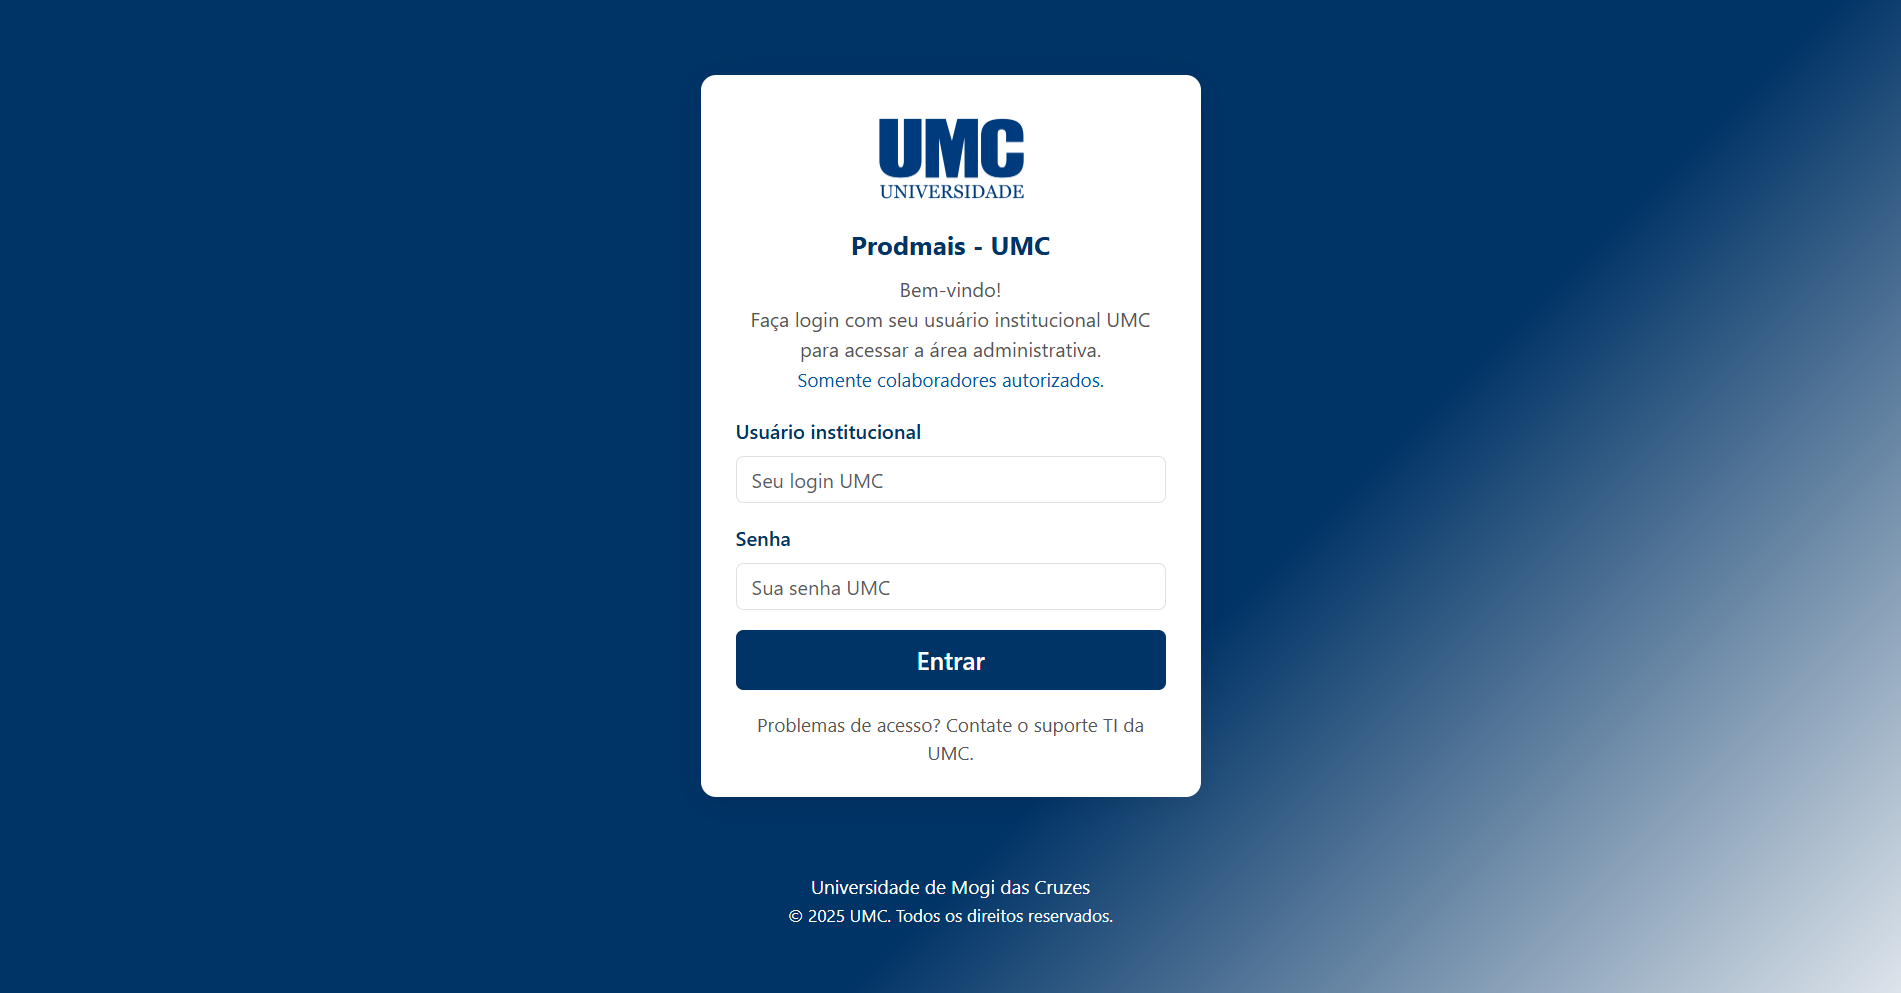 UMC
UNIVERSIDADE
Prodmais - UMC
Bem-vindo!
Faça login com seu usuário institucional UMC
para acessar a área administrativa.
Somente colaboradores autorizados.
Usuário institucional
Seu login UMC
Senha
Sua senha UMC
Entrar
Problemas de acesso? Contate o suporte TI da
UMC.
Universidade de Mogi das Cruzes
© 2025 UMC. Todos os direitos reservados.